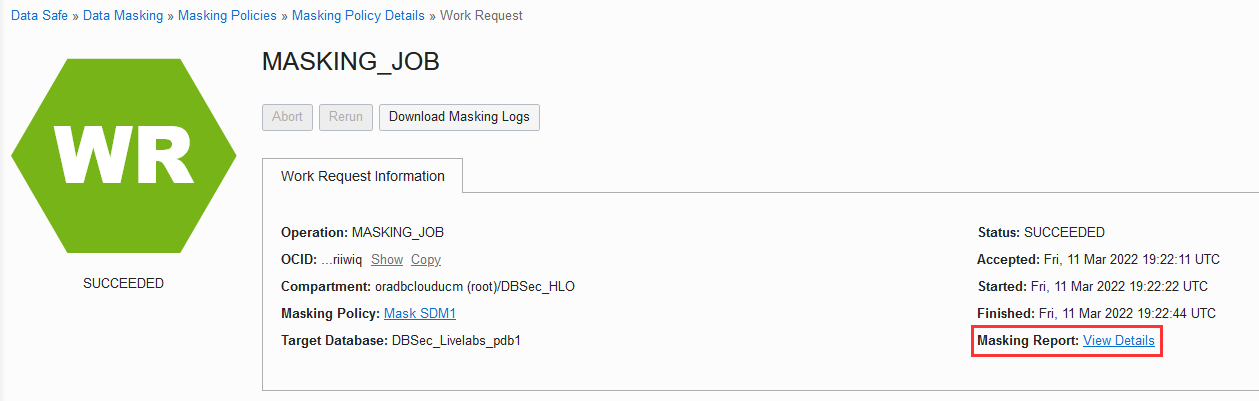 Data Safe » Data Masking » Masking Policies » Masking Policy Details » Work Request
WR
SUCCEEDED
MASKING_JOB
Abort Rerun Download Masking Logs
Work Request Information
Operation: MASKING_JOB
OCID: ...riiwiq Show Copy
Compartment: oradbclouducm (root)/DBSec_HLO
Masking Policy: Mask SDM1
Target Database: DBSec_Livelabs_pdb1
Status: SUCCEEDED
Accepted: Fri, 11 Mar 2022 19:22:11 UTC
Started: Fri, 11 Mar 2022 19:22:22 UTC
Finished: Fri, 11 Mar 2022 19:22:44 UTC
Masking Report: View Details